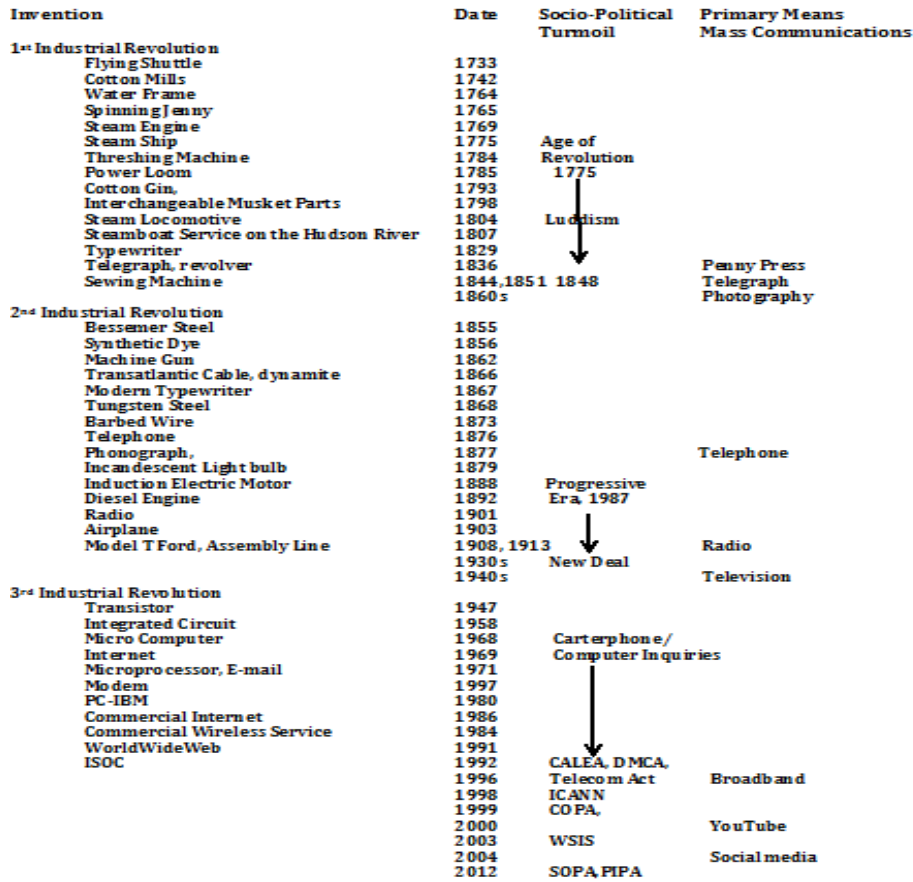 Invention Date Socio-Political Primary Means
Turmoil Mass Communications
1st Industrial Revolution
Flying Shuttle 1733
Cotton Mills 1742
Water Frame 1764
Spinning Jenny 1765
Steam Engine 1769
Steam Ship 1775 Age of
Threshing Machine 1784 Revolution
Power Loom 1785 1775
Cotton Gin, 1793
Interchangeable Musket Parts 1798
Steam Locomotive 1804 Luddism
Steamboat Service on the Hudson River 1807
Typewriter 1829
Telegraph, revolver 1836 Penny Press
Sewing Machine 1844,1851 1848 Telegraph
1860s Photography
2nd Industrial Revolution
Bessemer Steel 1855
Synthetic Dye 1856
Machine Gun 1862
Transatlantic Cable, dynamite 1866
Modern Typewriter 1867
Tungsten Steel 1868
Barbed Wire 1873
Telephone 1876
Phonograph, 1877 Telephone
Incandescent Light bulb 1879
Induction Electric Motor 1888 Progressive
Diesel Engine 1892 Era, 1987
Radio 1901
Airplane 1903
Model T Ford, Assembly Line 1908, 1913 Radio
1930s New Deal
1940s Television
3rd Industrial Revolution
Transistor 1947
Integrated Circuit 1958
Micro Computer 1968 Carterphone/
Internet 1969 Computer Inquiries
Microprocessor, E-mail 1971
Modem 1997
PC-IBM 1980
Commercial Internet 1986
Commercial Wireless Service 1984
WorldWideWeb 1991
ISOC 1992 CALEA, DMCA,
1996 Telecom Act Broadband
1998 ICANN
1999 COPA,
2000 YouTube
2003 WSIS
2004 Social media
2012 SOPA,PIPA